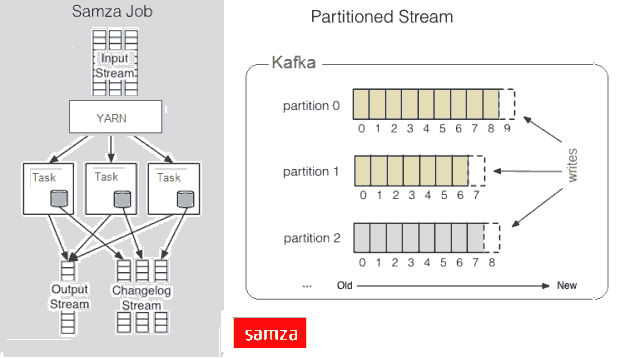 Samza Job
Input
Stream
YARN
Task
Task
Task
Output
Stream
Changelog
Stream
Partitioned Stream
Kafka
partition 0
0 1 2 3 4 5 6 7 8 9
partition 1
0 1 2 3 4 5 6 7
partition 2
0 1 2 3 4 5 6 7 8
writes
... Old New
samza